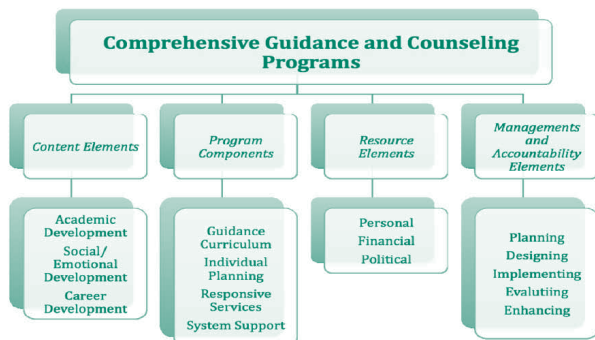 Comprehensive Guidance and Counseling
Programs
Content Elements
Program
Components
Resource
Elements
Managements
and
Accountability
Elements
Academic
Development
Social/
Emotional
Development
Career
Development
Guidance
Curriculum
Individual
Planning
Responsive
Services
System Support
Personal
Financial
Political
Planning
Designing
Implementing
Evalutiing
Enhancing